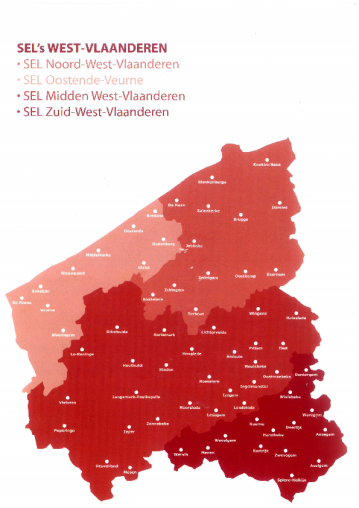 SEL's WEST-VLAANDEREN
• SEL Noord-West-Vlaanderen
• SEL Oostende-Veurne
• SEL Midden West-Vlaanderen
• SEL Zuid-West-Vlaanderen
Knokke-Heist
Blankenberge
De Haan
Zuienkerke
Damme
Bredene
Brugge
Oostende
Oudenburg
Jabbeke
Middelkerke
Gistel
Nieuwpoort
Zedelgem
Oostkamp
Beernem
Ichtegem
Koksijde
De Panne
Koekelare
Veurne
Torhout
Wingene
Ruiselede
Alveringem
Diksmuide
Kortemark
Lichtervelde
Pittem
Tielt
Lo-Reninge
Hooglede
Ardooie
Houthulst
Staden
Meulebeke
Dentergem
Oostrozebeke
Roeselare
Ingelmunster
Izegem
Wielsbeke
Vleteren
Langemark-Poelkapelle
Moorslede
Ledegem
Lendelede
Waregem
Zonnebeke
Kuurne
Deerlijk
Poperinge
Ieper
Harelbeke
Anzegem
Wevelgem
Wervik
Menen
Kortrijk
Zwevegem
Heuvelland
Mesen
Avelgem
Spiere-Helkijn